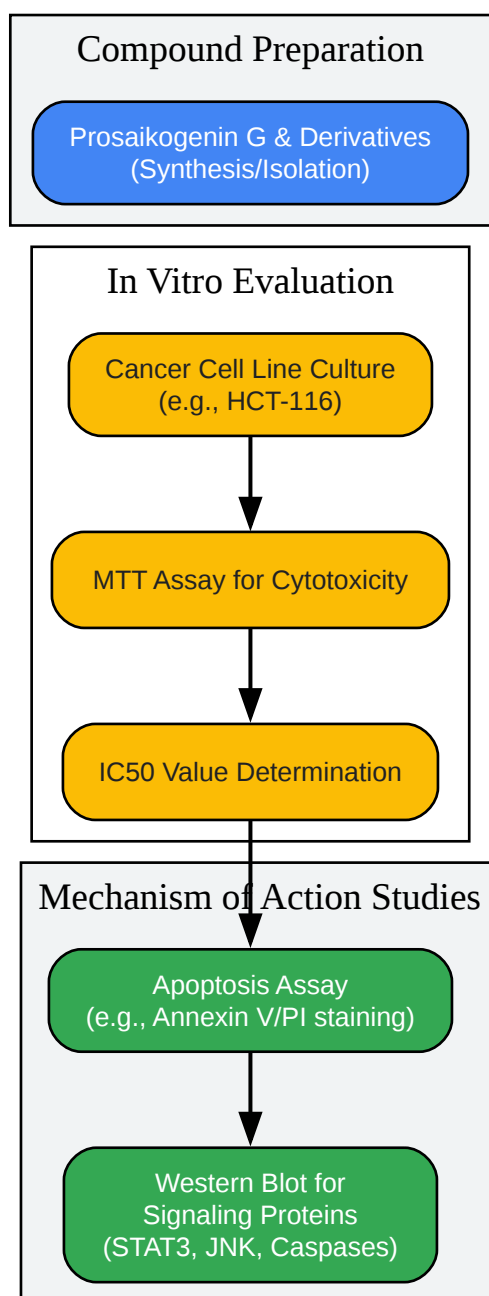 Compound Preparation
Prosaikogenin G & Derivatives
(Synthesis/Isolation)
In Vitro Evaluation
Cancer Cell Line Culture
(e.g., HCT-116)
MTT Assay for Cytotoxicity
IC50 Value Determination
Mechanism of Action Studies
Apoptosis Assay
(e.g., Annexin V/PI staining)
Western Blot for
Signaling Proteins
(STAT3, JNK, Caspases)